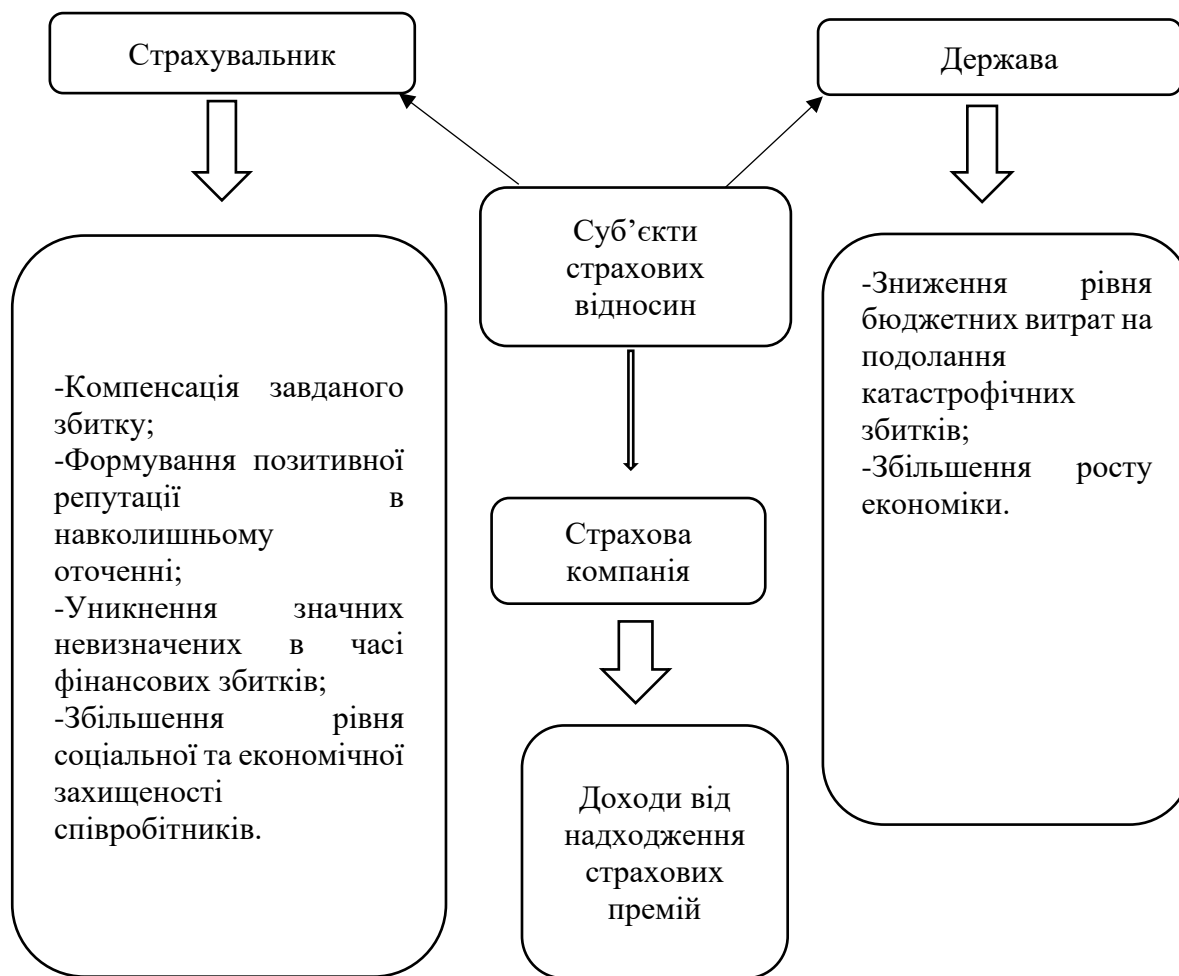 Страхувальник
Держава
Суб’єкти
страхових
відносин
-Компенсація завданого
збитку;
-Формування позитивної
репутації в
навколишньому
оточенні;
-Уникнення значних
невизначених в часі
фінансових збитків;
-Збільшення рівня
соціальної та економічної
захищеності
співробітників.
Страхова
компанія
Доходи від
надходження
страхових
премій
-Зниження рівня
бюджетних витрат на
подолання
катастрофічних
збитків;
-Збільшення росту
економіки.